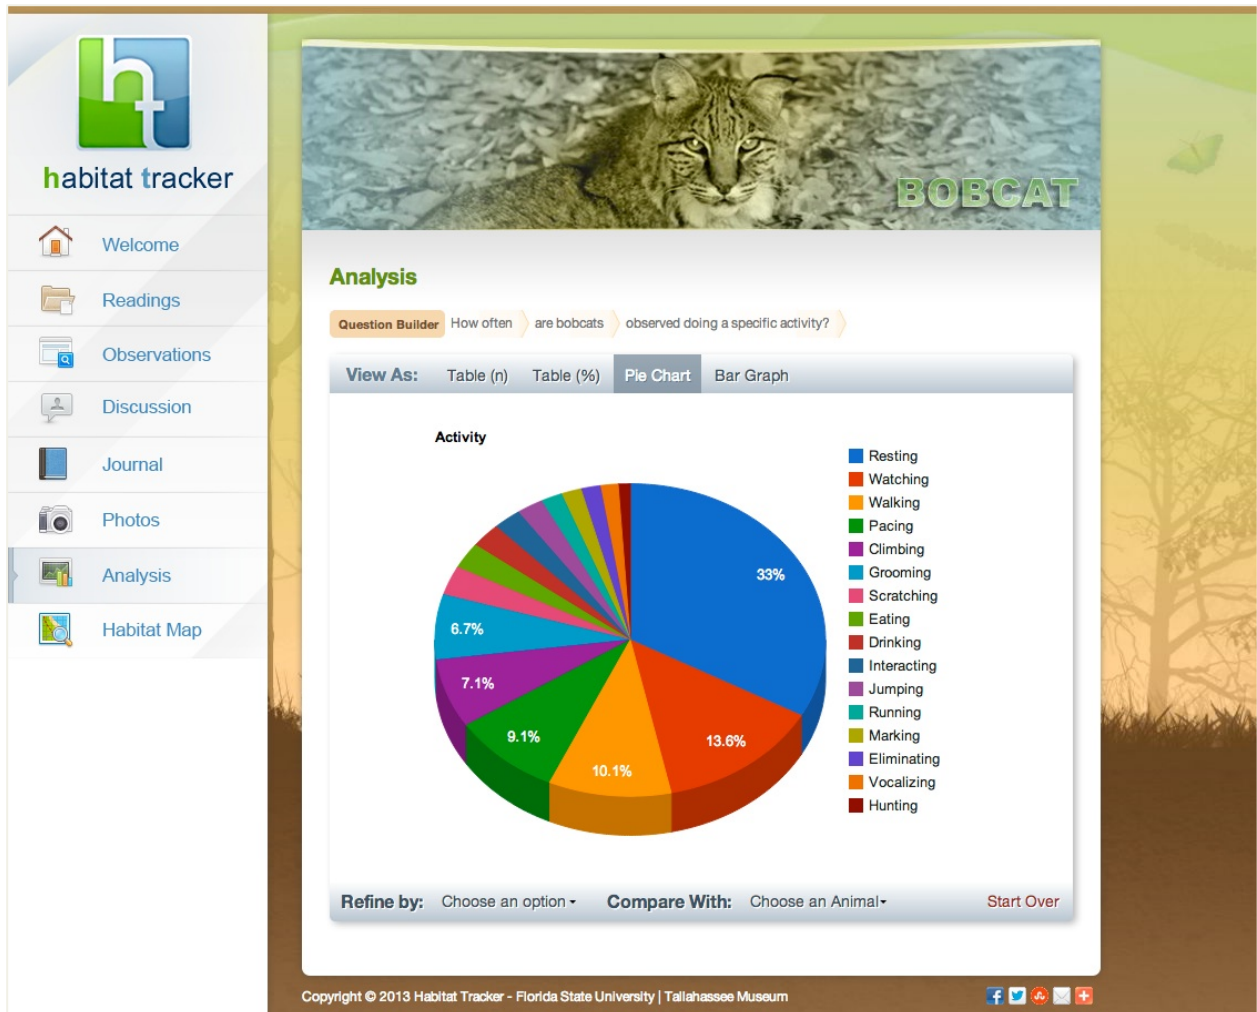 ht
habitat tracker
Welcome
Readings
Observations
Discussion
Journal
Photos
Analysis
Habitat Map
BOBCAT
Analysis
Question Builder How often are bobcats observed doing a specific activity?
View As: Table (n) Table (%) Pie Chart Bar Graph
Activity
33%
13.6%
10.1%
9.1%
7.1%
6.7%
Resting
Watching
Walking
Pacing
Climbing
Grooming
Scratching
Eating
Drinking
Interacting
Jumping
Running
Marking
Eliminating
Vocalizing
Hunting
Refine by: Choose an option Compare With: Choose an Animal Start Over
Copyright © 2013 Habitat Tracker - Florida State University | Tallahassee Museum